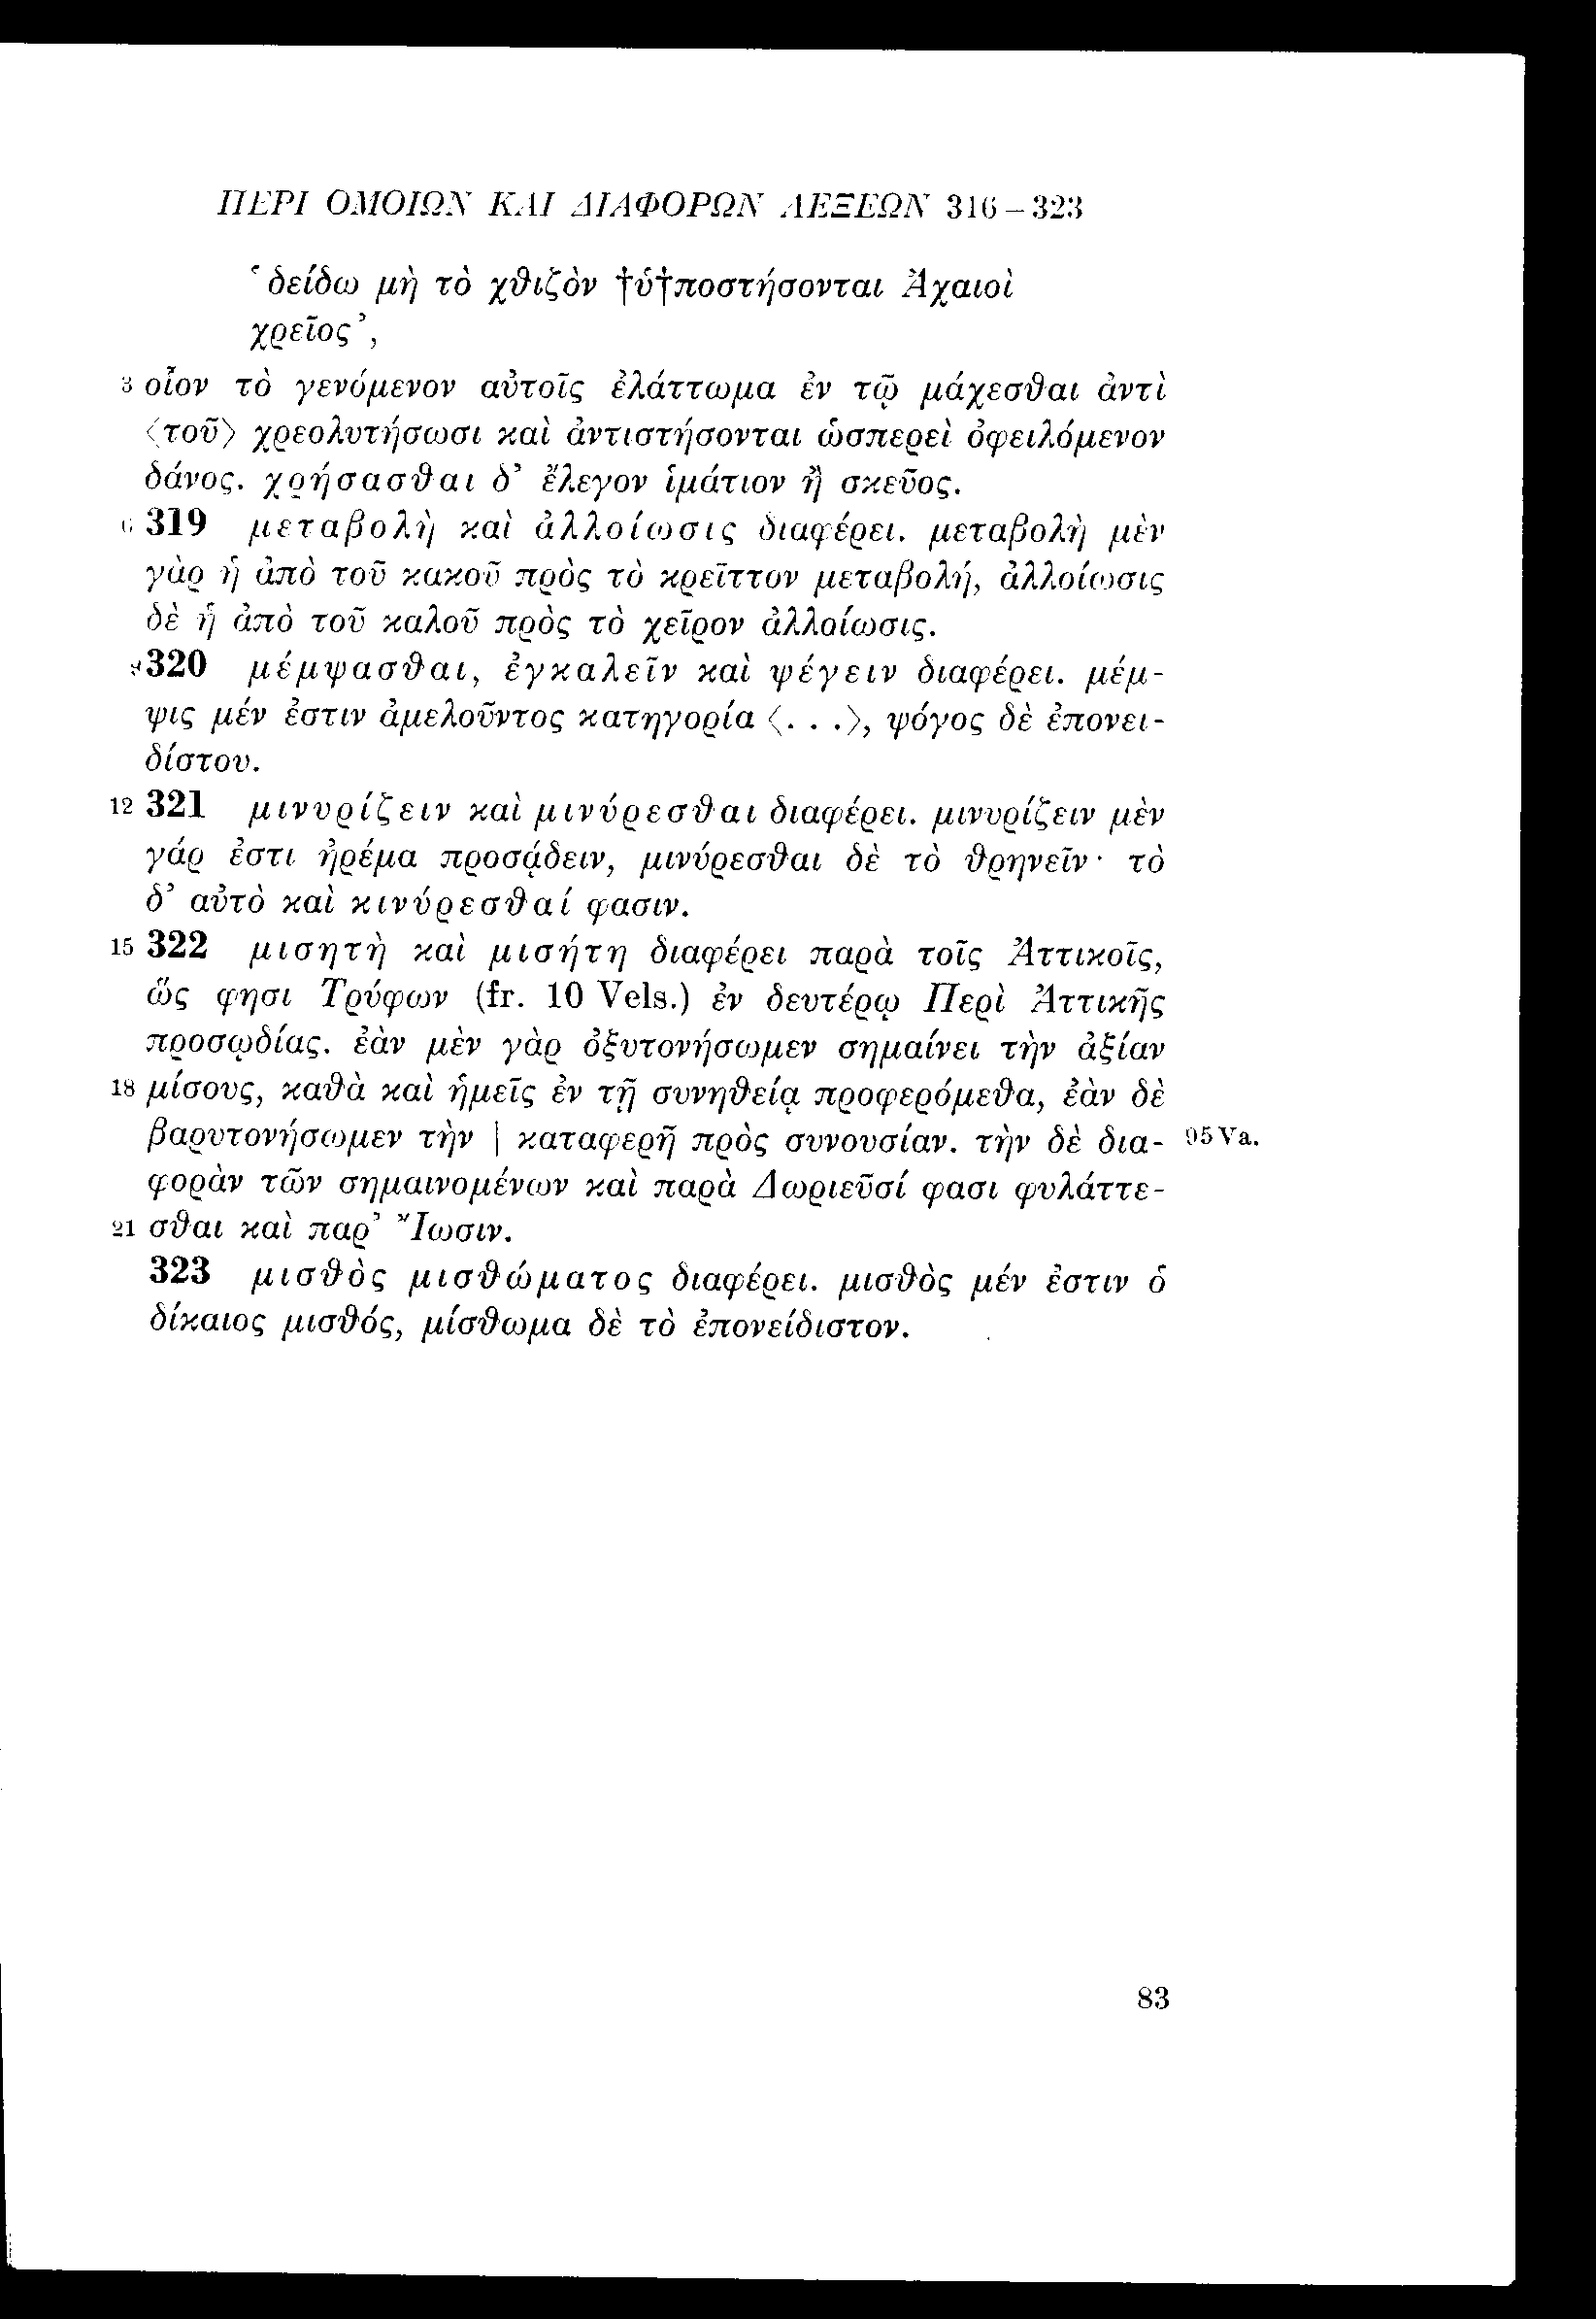 ΠΕΡΙ ΟΜΟΙΩΝ ΚΑΙ ΔΙΑΦΟΡΩΝ ΛΕΞΕΩΝ 316 – 323
‘δείδω μὴ τὸ χθιζὸν †ὑ†ποστήσονται Ἀχαιοὶ
χρεῖος’,
3 οἷον τὸ γενόμενον αὐτοῖς ἐλάττωμα ἐν τῷ μάχεσθαι ἀντὶ
⟨τοῦ⟩ χρεολυτήσωσι καὶ ἀντιστήσονται ὡσπερεὶ ὀφειλόμενον
δάνος. χρήσασθαι δ’ ἔλεγον ἱμάτιον ἢ σκεῦος.
6 319 μεταβολὴ καὶ ἀλλοίωσις διαφέρει. μεταβολὴ μὲν
γὰρ ἡ ἀπὸ τοῦ κακοῦ πρὸς τὸ κρεῖττον μεταβολή, ἀλλοίωσις
δὲ ἡ ἀπὸ τοῦ καλοῦ πρὸς τὸ χεῖρον ἀλλοίωσις.
9 320 μέμψασθαι, ἐγκαλεῖν καὶ ψέγειν διαφέρει. μέμ-
ψις μέν ἐστιν ἀμελοῦντος κατηγορία ⟨. . .⟩, ψόγος δὲ ἐπονει-
δίστου.
12 321 μινυρίζειν καὶ μινύρεσθαι διαφέρει. μινυρίζειν μὲν
γάρ ἐστι ἠρέμα προσᾴδειν, μινύρεσθαι δὲ τὸ θρηνεῖν· τὸ
δ’ αὐτὸ καὶ κινύρεσθαί φασιν.
15 322 μισητὴ καὶ μισήτη διαφέρει παρὰ τοῖς Ἀττικοῖς,
ὥς φησι Τρύφων (fr. 10 Vels.) ἐν δευτέρῳ Περὶ Ἀττικῆς
προσῳδίας. ἐὰν μὲν γὰρ ὀξυτονήσωμεν σημαίνει τὴν ἀξίαν
18 μίσους, καθὰ καὶ ἡμεῖς ἐν τῇ συνηθείᾳ προφερόμεθα, ἐὰν δὲ
βαρυτονήσωμεν τὴν | καταφερῆ πρὸς συνουσίαν. τὴν δὲ δια- 95 Va.
φορὰν τῶν σημαινομένων καὶ παρὰ Δωριεῦσί φασι φυλάττε-
21 σθαι καὶ παρ’ Ἴωσιν.
323 μισθὸς μισθώματος διαφέρει. μισθὸς μέν ἐστιν ὁ
δίκαιος μισθός, μίσθωμα δὲ τὸ ἐπονείδιστον.
83